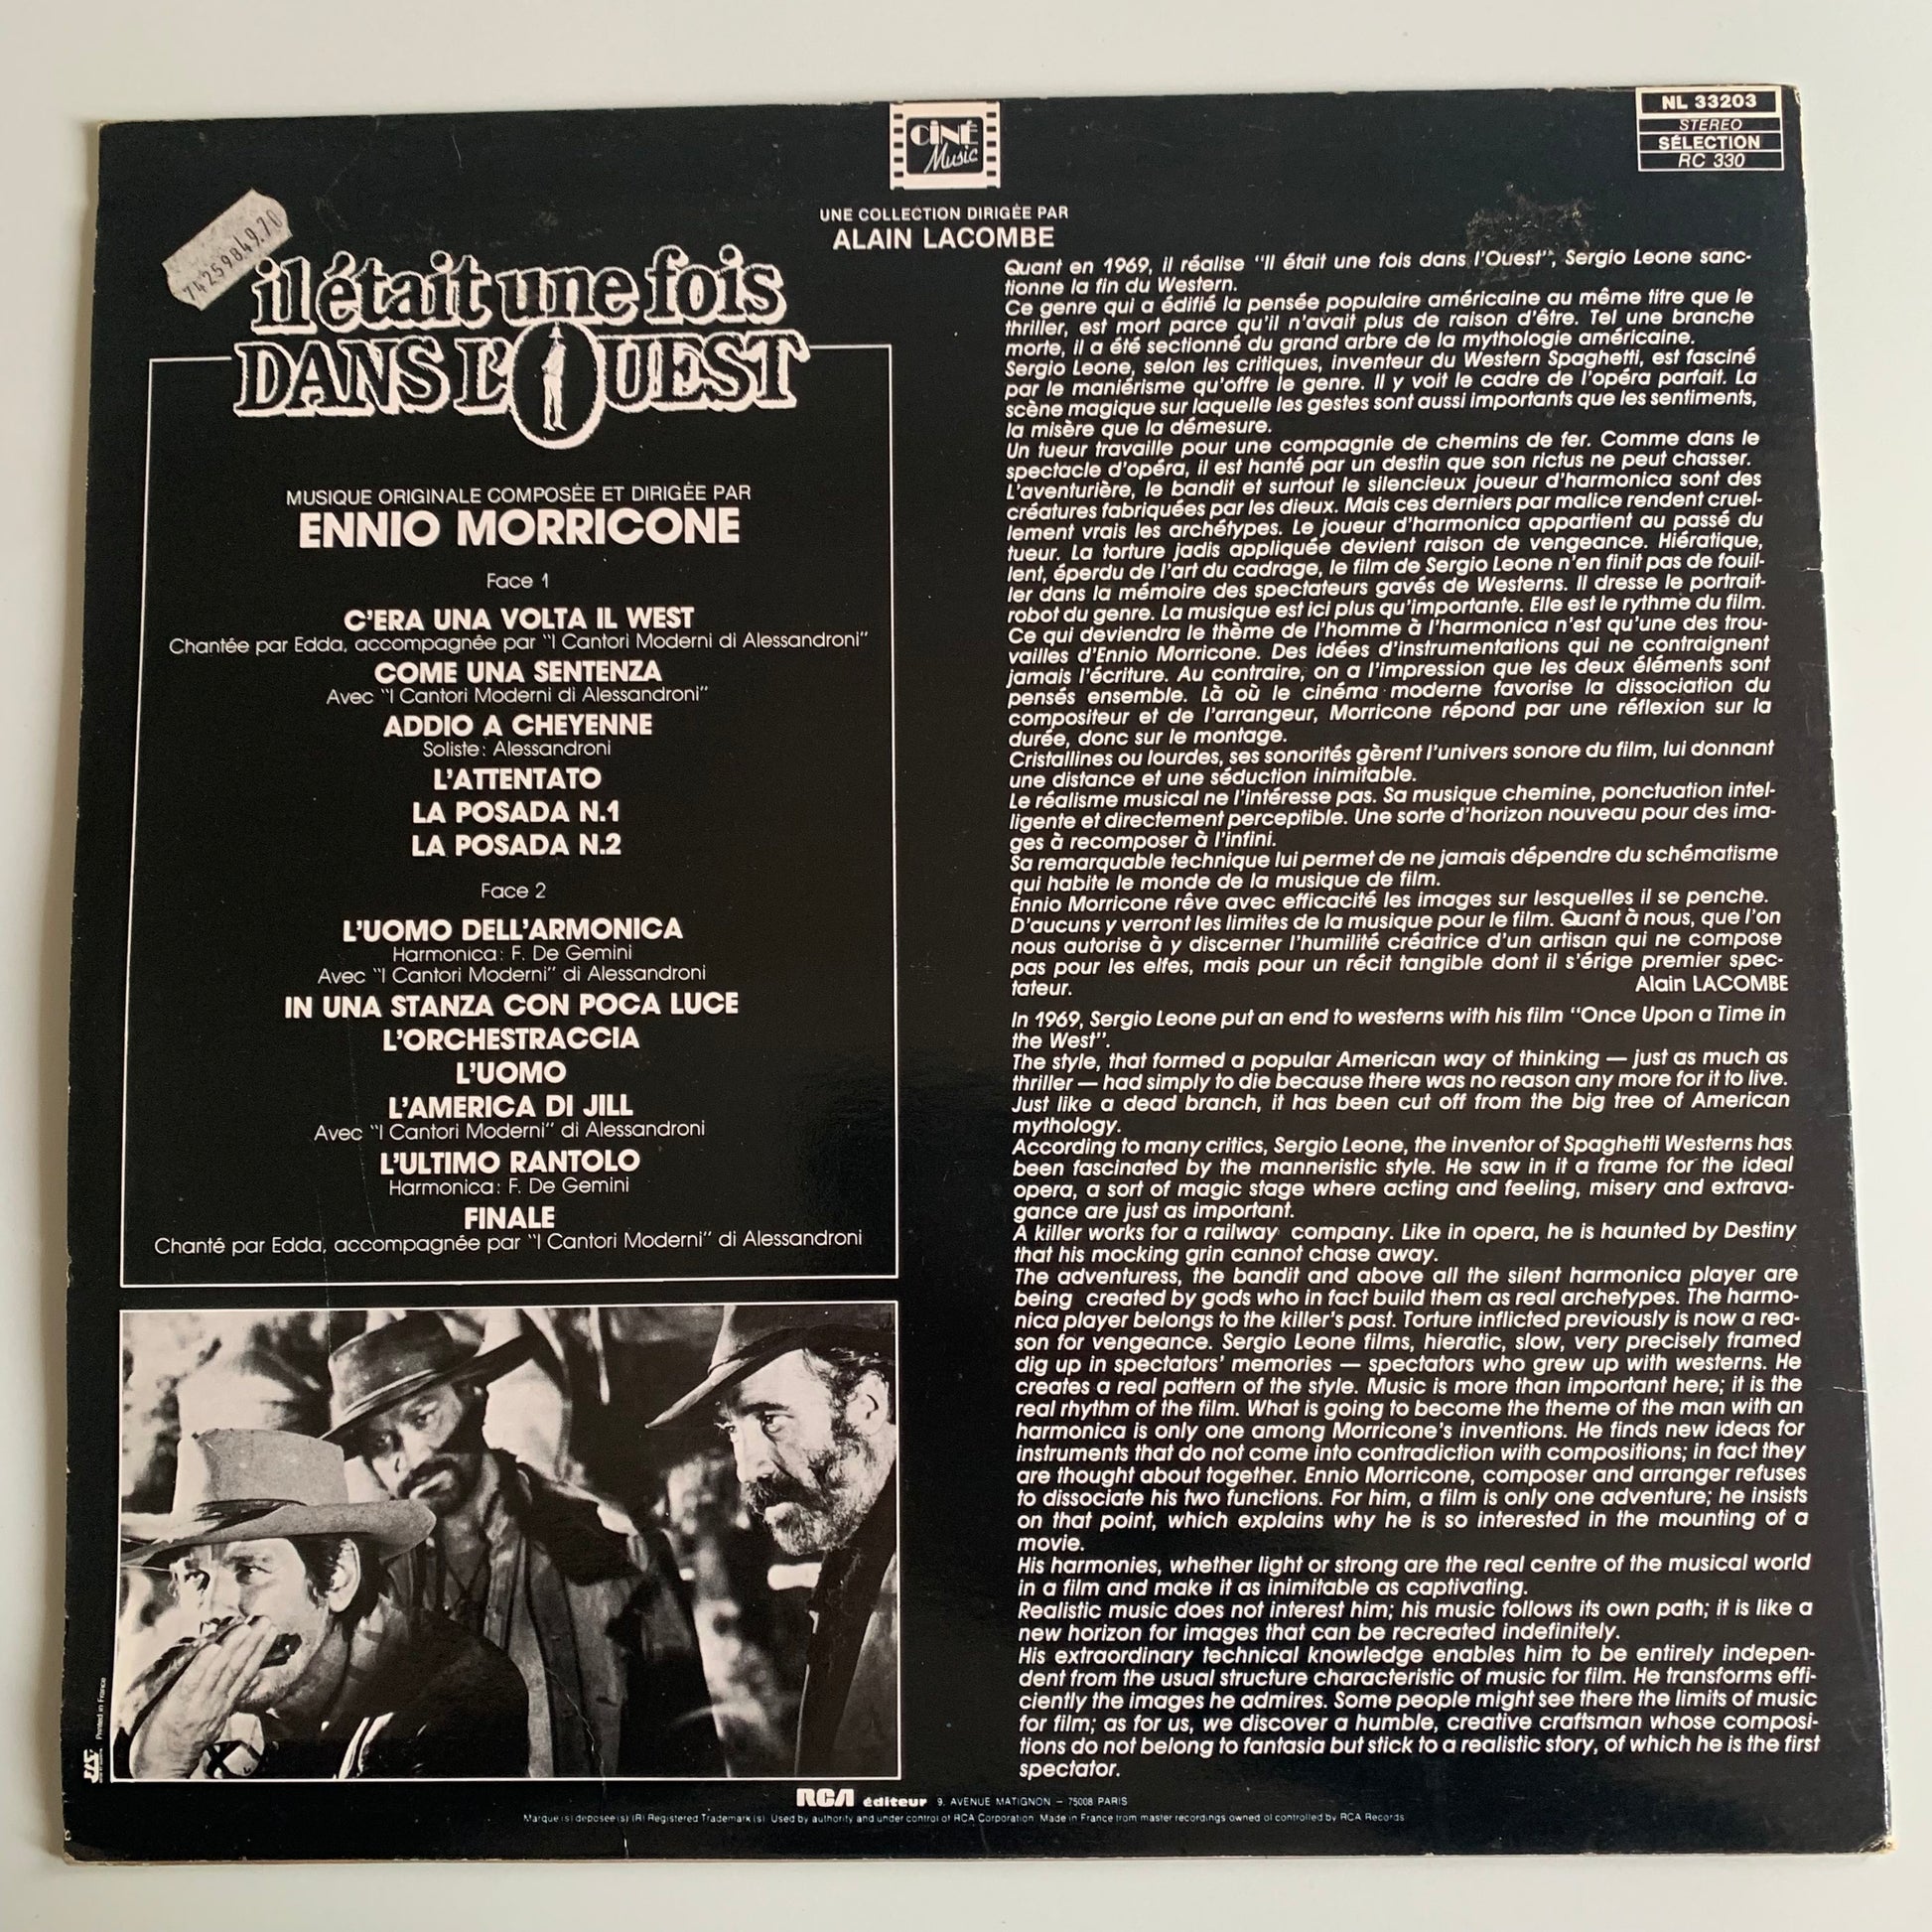 NL 33203
STEREO
SÉLECTION
RC 330
CINÉ
Music
UNE COLLECTION DIRIGÉE PAR
ALAIN LACOMBE
74259849.70
il était une fois
DANS L'OUEST
MUSIQUE ORIGINALE COMPOSÉE ET DIRIGÉE PAR
ENNIO MORRICONE
Face 1
C'ERA UNA VOLTA IL WEST
Chantée par Edda, accompagnée par "I Cantori Moderni di Alessandroni"
COME UNA SENTENZA
Avec "I Cantori Moderni di Alessandroni"
ADDIO A CHEYENNE
Soliste: Alessandroni
L'ATTENTATO
LA POSADA N.1
LA POSADA N.2
Face 2
L'UOMO DELL'ARMONICA
Harmonica: F. De Gemini
Avec "I Cantori Moderni" di Alessandroni
IN UNA STANZA CON POCA LUCE
L'ORCHESTRACCIA
L'UOMO
L'AMERICA DI JILL
Avec "I Cantori Moderni" di Alessandroni
L'ULTIMO RANTOLO
Harmonica: F. De Gemini
FINALE
Chanté par Edda, accompagnée par "I Cantori Moderni" di Alessandroni
Quant en 1969, il réalise "Il était une fois dans l'Ouest", Sergio Leone sanc-
tionne la fin du Western.
Ce genre qui a édifié la pensée populaire américaine au même titre que le
thriller, est mort parce qu'il n'avait plus de raison d'être. Tel une branche
morte, il a été sectionné du grand arbre de la mythologie américaine.
Sergio Leone, selon les critiques, inventeur du Western Spaghetti, est fasciné
par le maniérisme qu'offre le genre. Il y voit le cadre de l'opéra parfait. La
scène magique sur laquelle les gestes sont aussi importants que les sentiments,
la misère que la démesure.
Un tueur travaille pour une compagnie de chemins de fer. Comme dans le
spectacle d'opéra, il est hanté par un destin que son rictus ne peut chasser.
L'aventurière, le bandit et surtout le silencieux joueur d'harmonica sont des
créatures fabriquées par les dieux. Mais ces derniers par malice rendent cruel-
lement vrais les archétypes. Le joueur d'harmonica appartient au passé du
tueur. La torture jadis appliquée devient raison de vengeance. Hiératique,
lent, éperdu de l'art du cadrage, le film de Sergio Leone n'en finit pas de fouil-
ler dans la mémoire des spectateurs gavés de Westerns. Il dresse le portrait-
robot du genre. La musique est ici plus qu'importante. Elle est le rythme du film.
Ce qui deviendra le thème de l'homme à l'harmonica n'est qu'une des trou-
vailles d'Ennio Morricone. Des idées d'instrumentations qui ne contraignent
jamais l'écriture. Au contraire, on a l'impression que les deux éléments sont
pensés ensemble. Là où le cinéma moderne favorise la dissociation du
compositeur et de l'arrangeur, Morricone répond par une réflexion sur la
durée, donc sur le montage.
Cristallines ou lourdes, ses sonorités gèrent l'univers sonore du film, lui donnant
une distance et une séduction inimitable.
Le réalisme musical ne l'intéresse pas. Sa musique chemine, ponctuation intel-
ligente et directement perceptible. Une sorte d'horizon nouveau pour des ima-
ges à recomposer à l'infini.
Sa remarquable technique lui permet de ne jamais dépendre du schématisme
qui habite le monde de la musique de film.
Ennio Morricone rêve avec efficacité les images sur lesquelles il se penche.
D'aucuns y verront les limites de la musique pour le film. Quant à nous, que l'on
nous autorise à y discerner l'humilité créatrice d'un artisan qui ne compose
pas pour les elfes, mais pour un récit tangible dont il s'érige premier spec-
tateur. Alain LACOMBE
In 1969, Sergio Leone put an end to westerns with his film "Once Upon a Time in
the West".
The style, that formed a popular American way of thinking — just as much as
thriller — had simply to die because there was no reason any more for it to live.
Just like a dead branch, it has been cut off from the big tree of American
mythology.
According to many critics, Sergio Leone, the inventor of Spaghetti Westerns has
been fascinated by the manneristic style. He saw in it a frame for the ideal
opera, a sort of magic stage where acting and feeling, misery and extrava-
gance are just as important.
A killer works for a railway company. Like in opera, he is haunted by Destiny
that his mocking grin cannot chase away.
The adventuress, the bandit and above all the silent harmonica player are
being created by gods who in fact build them as real archetypes. The harmo-
nica player belongs to the killer's past. Torture inflicted previously is now a rea-
son for vengeance. Sergio Leone films, hieratic, slow, very precisely framed
dig up in spectators' memories — spectators who grew up with westerns. He
creates a real pattern of the style. Music is more than important here; it is the
real rhythm of the film. What is going to become the theme of the man with an
harmonica is only one among Morricone's inventions. He finds new ideas for
instruments that do not come into contradiction with compositions; in fact they
are thought about together. Ennio Morricone, composer and arranger refuses
to dissociate his two functions. For him, a film is only one adventure; he insists
on that point, which explains why he is so interested in the mounting of a
movie.
His harmonies, whether light or strong are the real centre of the musical world
in a film and make it as inimitable as captivating.
Realistic music does not interest him; his music follows its own path; it is like a
new horizon for images that can be recreated indefinitely.
His extraordinary technical knowledge enables him to be entirely indepen-
dent from the usual structure characteristic of music for film. He transforms effi-
ciently the images he admires. Some people might see there the limits of music
for film; as for us, we discover a humble, creative craftsman whose composi-
tions do not belong to fantasia but stick to a realistic story, of which he is the first
spectator.
Printed in France
RCA éditeur 9, AVENUE MATIGNON – 75008 PARIS
Marque(s) deposee(s) (R) Registered Trademark(s). Used by authority and under control of RCA Corporation. Made in France from master recordings owned ol controlled by RCA Records